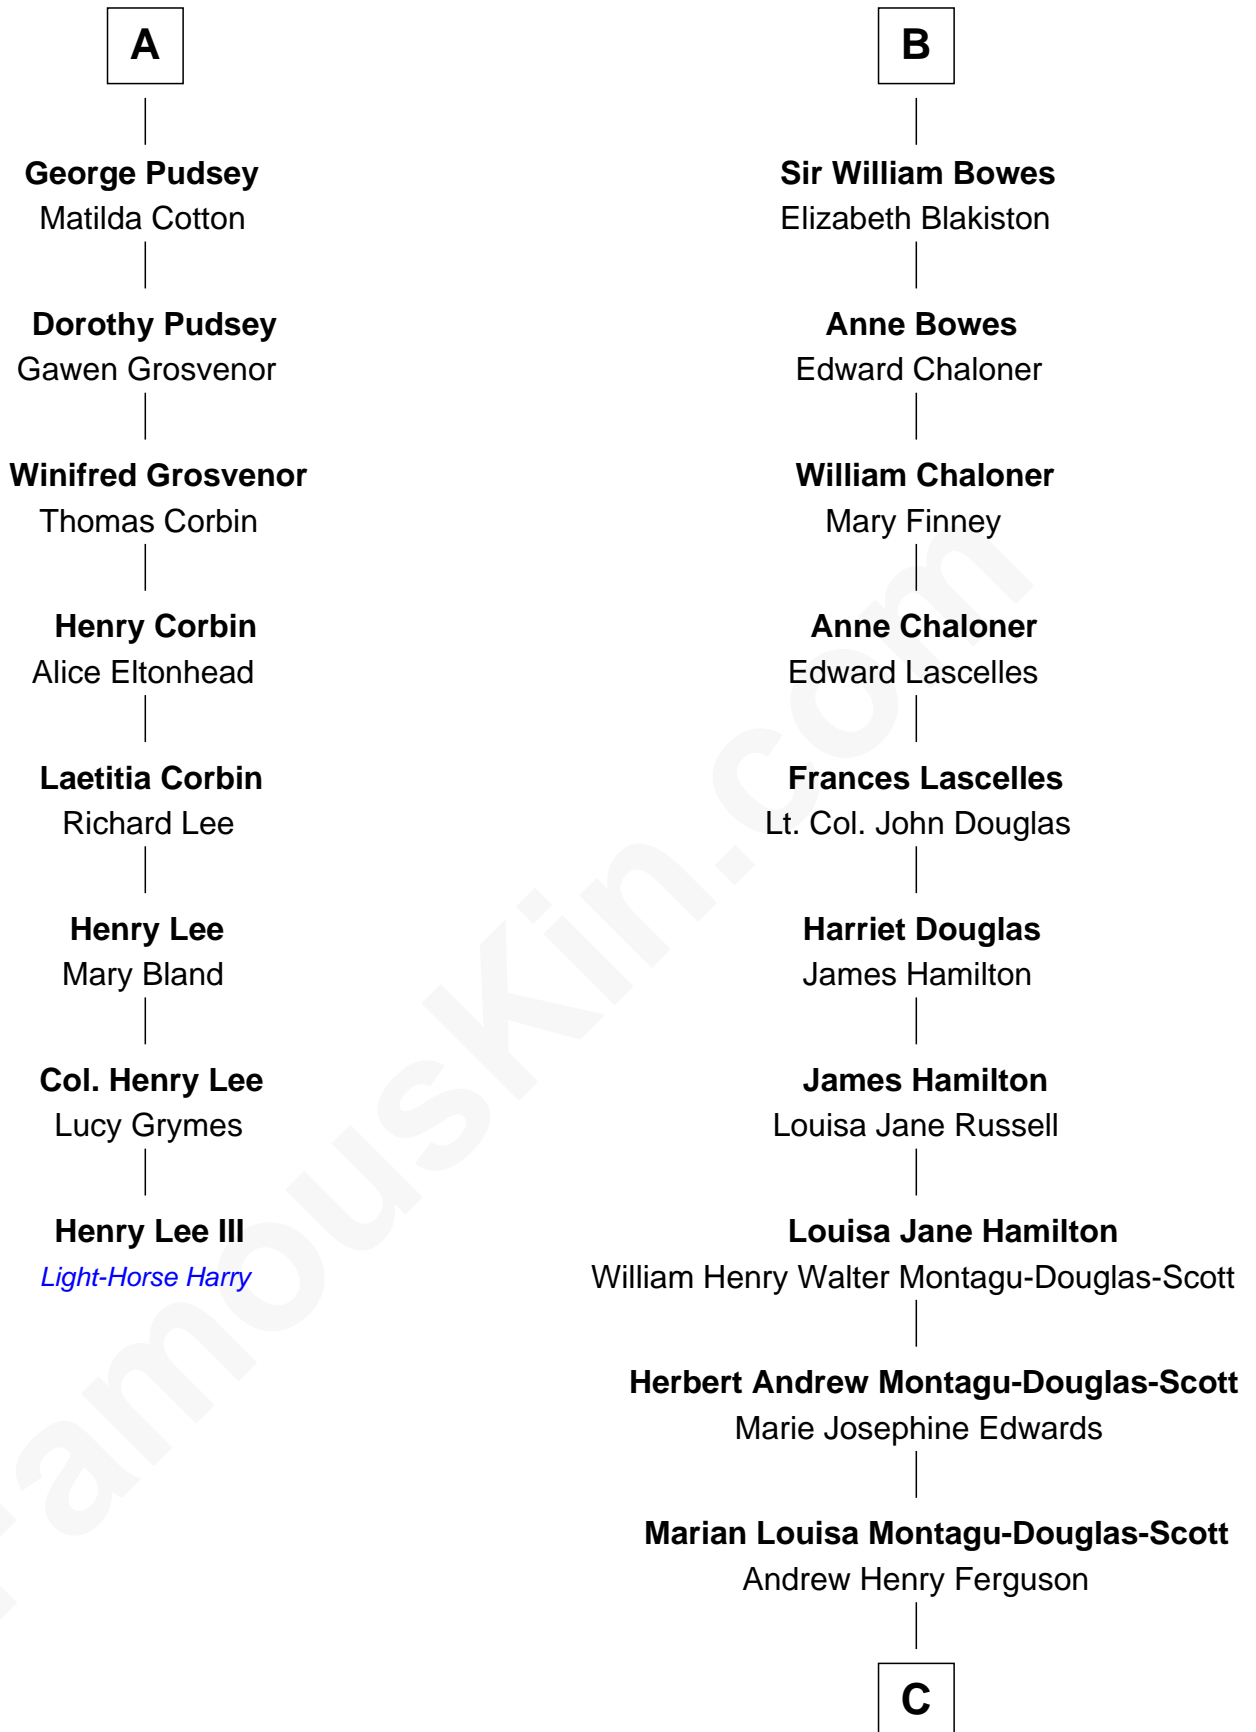 A
George Pudsey
Matilda Cotton
Dorothy Pudsey
Gawen Grosvenor
Winifred Grosvenor
Thomas Corbin
Henry Corbin
Alice Eltonhead
Laetitia Corbin
Richard Lee
Henry Lee
Mary Bland
Col. Henry Lee
Lucy Grymes
Henry Lee III
Light-Horse Harry
B
Sir William Bowes
Elizabeth Blakiston
Anne Bowes
Edward Chaloner
William Chaloner
Mary Finney
Anne Chaloner
Edward Lascelles
Frances Lascelles
Lt. Col. John Douglas
Harriet Douglas
James Hamilton
James Hamilton
Louisa Jane Russell
Louisa Jane Hamilton
William Henry Walter Montagu-Douglas-Scott
Herbert Andrew Montagu-Douglas-Scott
Marie Josephine Edwards
Marian Louisa Montagu-Douglas-Scott
Andrew Henry Ferguson
C
FamousKin.com